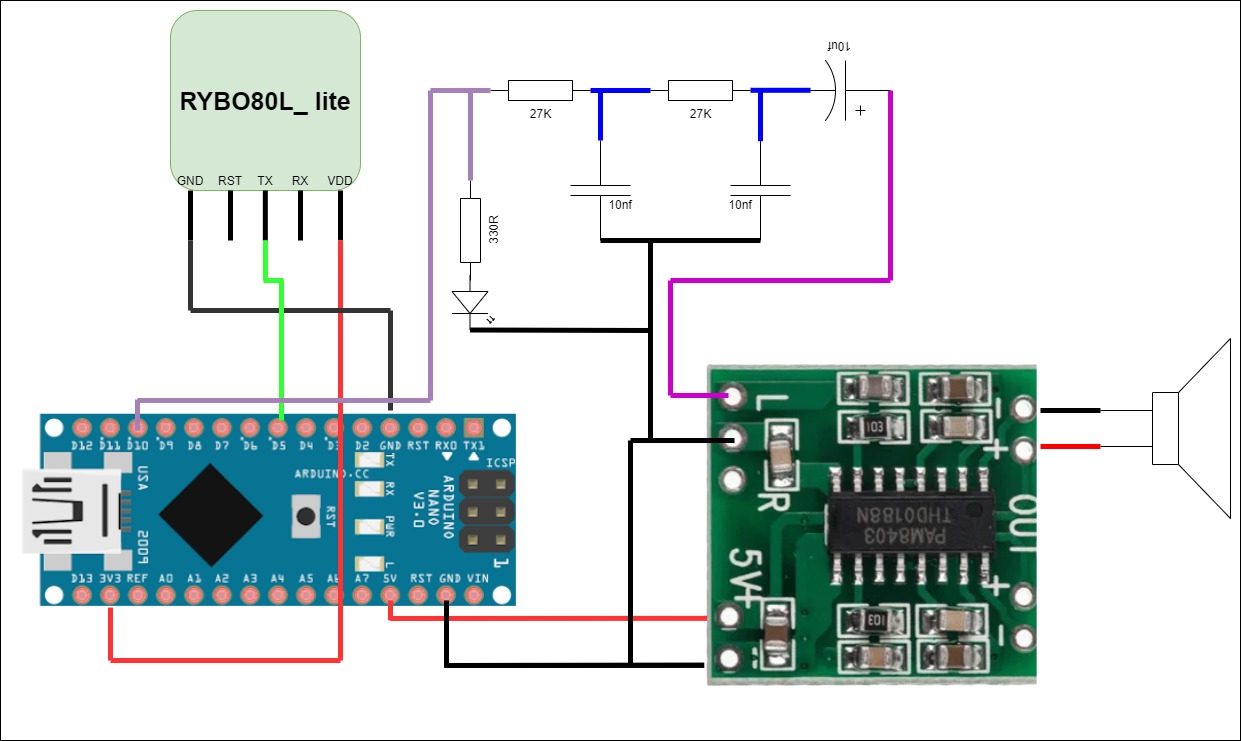 10uf
RYBO80L_ lite
27K
27K
+
GND RST TX RX VDD
10nf
10nf
330R
L
R
103
D12 D11 D10 D9 D8 D7 D6 D5 D4 D3 D2 GND RST RX0 TX1
-
+
USA
2009
ARDUINO.CC
RST
TX
RX
PWR
L
ARDUINO
NANO
V3.0
ICSP
1
PAM8403
THD0188N
OUT
5V+
-
+
-
103
D13 3V3 REF A0 A1 A2 A3 A4 A5 A6 A7 5V RST GND VIN